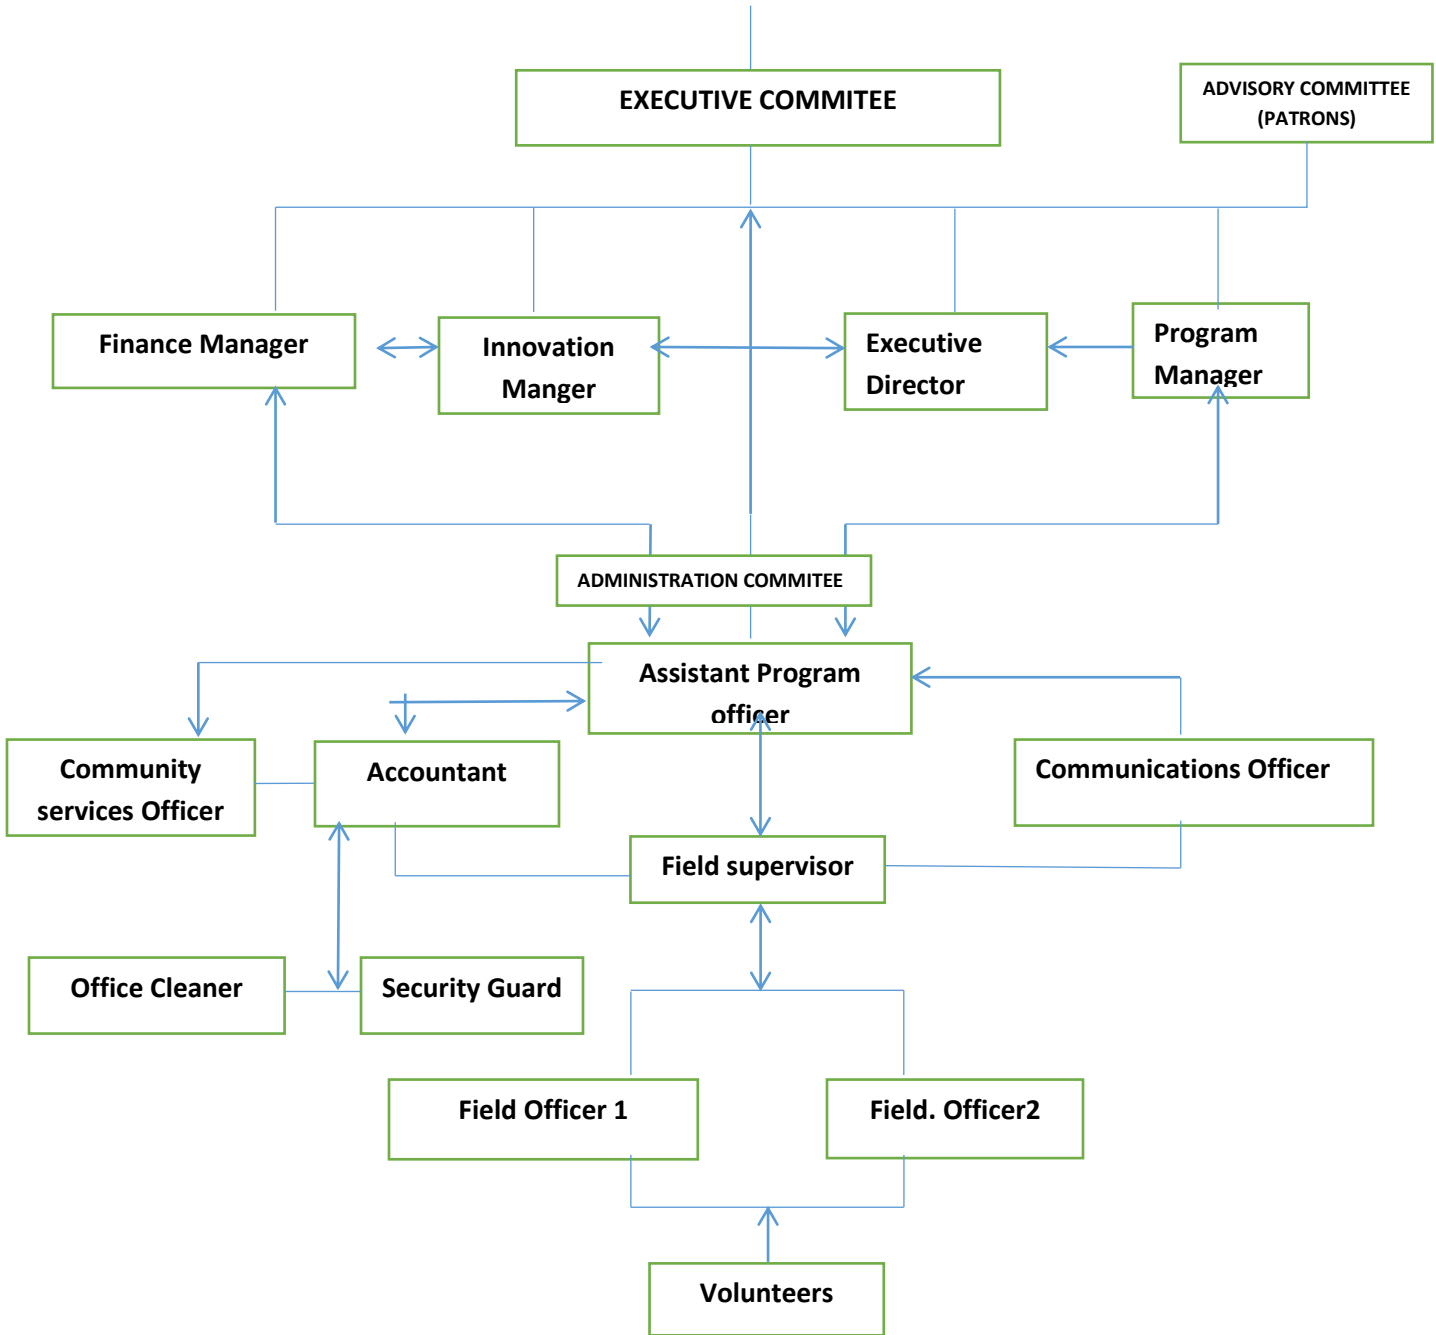 EXECUTIVE COMMITEE
ADVISORY COMMITTEE
(PATRONS)
Finance Manager
Innovation
Manger
Executive
Director
Program
Manager
ADMINISTRATION COMMITEE
Assistant Program
officer
Community
services Officer
Accountant
Communications Officer
Field supervisor
Office Cleaner
Security Guard
Field Officer 1
Field. Officer2
Volunteers